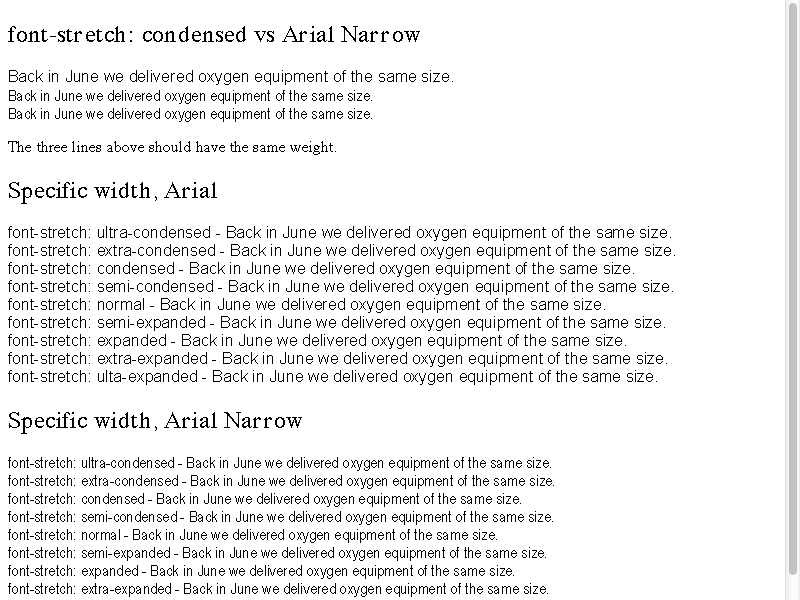 font-stretch: condensed vs Arial Narrow
Back in June we delivered oxygen equipment of the same size.
Back in June we delivered oxygen equipment of the same size.
Back in June we delivered oxygen equipment of the same size.
The three lines above should have the same weight.
Specific width, Arial
font-stretch: ultra-condensed - Back in June we delivered oxygen equipment of the same size.
font-stretch: extra-condensed - Back in June we delivered oxygen equipment of the same size.
font-stretch: condensed - Back in June we delivered oxygen equipment of the same size.
font-stretch: semi-condensed - Back in June we delivered oxygen equipment of the same size.
font-stretch: normal - Back in June we delivered oxygen equipment of the same size.
font-stretch: semi-expanded - Back in June we delivered oxygen equipment of the same size.
font-stretch: expanded - Back in June we delivered oxygen equipment of the same size.
font-stretch: extra-expanded - Back in June we delivered oxygen equipment of the same size.
font-stretch: ulta-expanded - Back in June we delivered oxygen equipment of the same size.
Specific width, Arial Narrow
font-stretch: ultra-condensed - Back in June we delivered oxygen equipment of the same size.
font-stretch: extra-condensed - Back in June we delivered oxygen equipment of the same size.
font-stretch: condensed - Back in June we delivered oxygen equipment of the same size.
font-stretch: semi-condensed - Back in June we delivered oxygen equipment of the same size.
font-stretch: normal - Back in June we delivered oxygen equipment of the same size.
font-stretch: semi-expanded - Back in June we delivered oxygen equipment of the same size.
font-stretch: expanded - Back in June we delivered oxygen equipment of the same size.
font-stretch: extra-expanded - Back in June we delivered oxygen equipment of the same size.